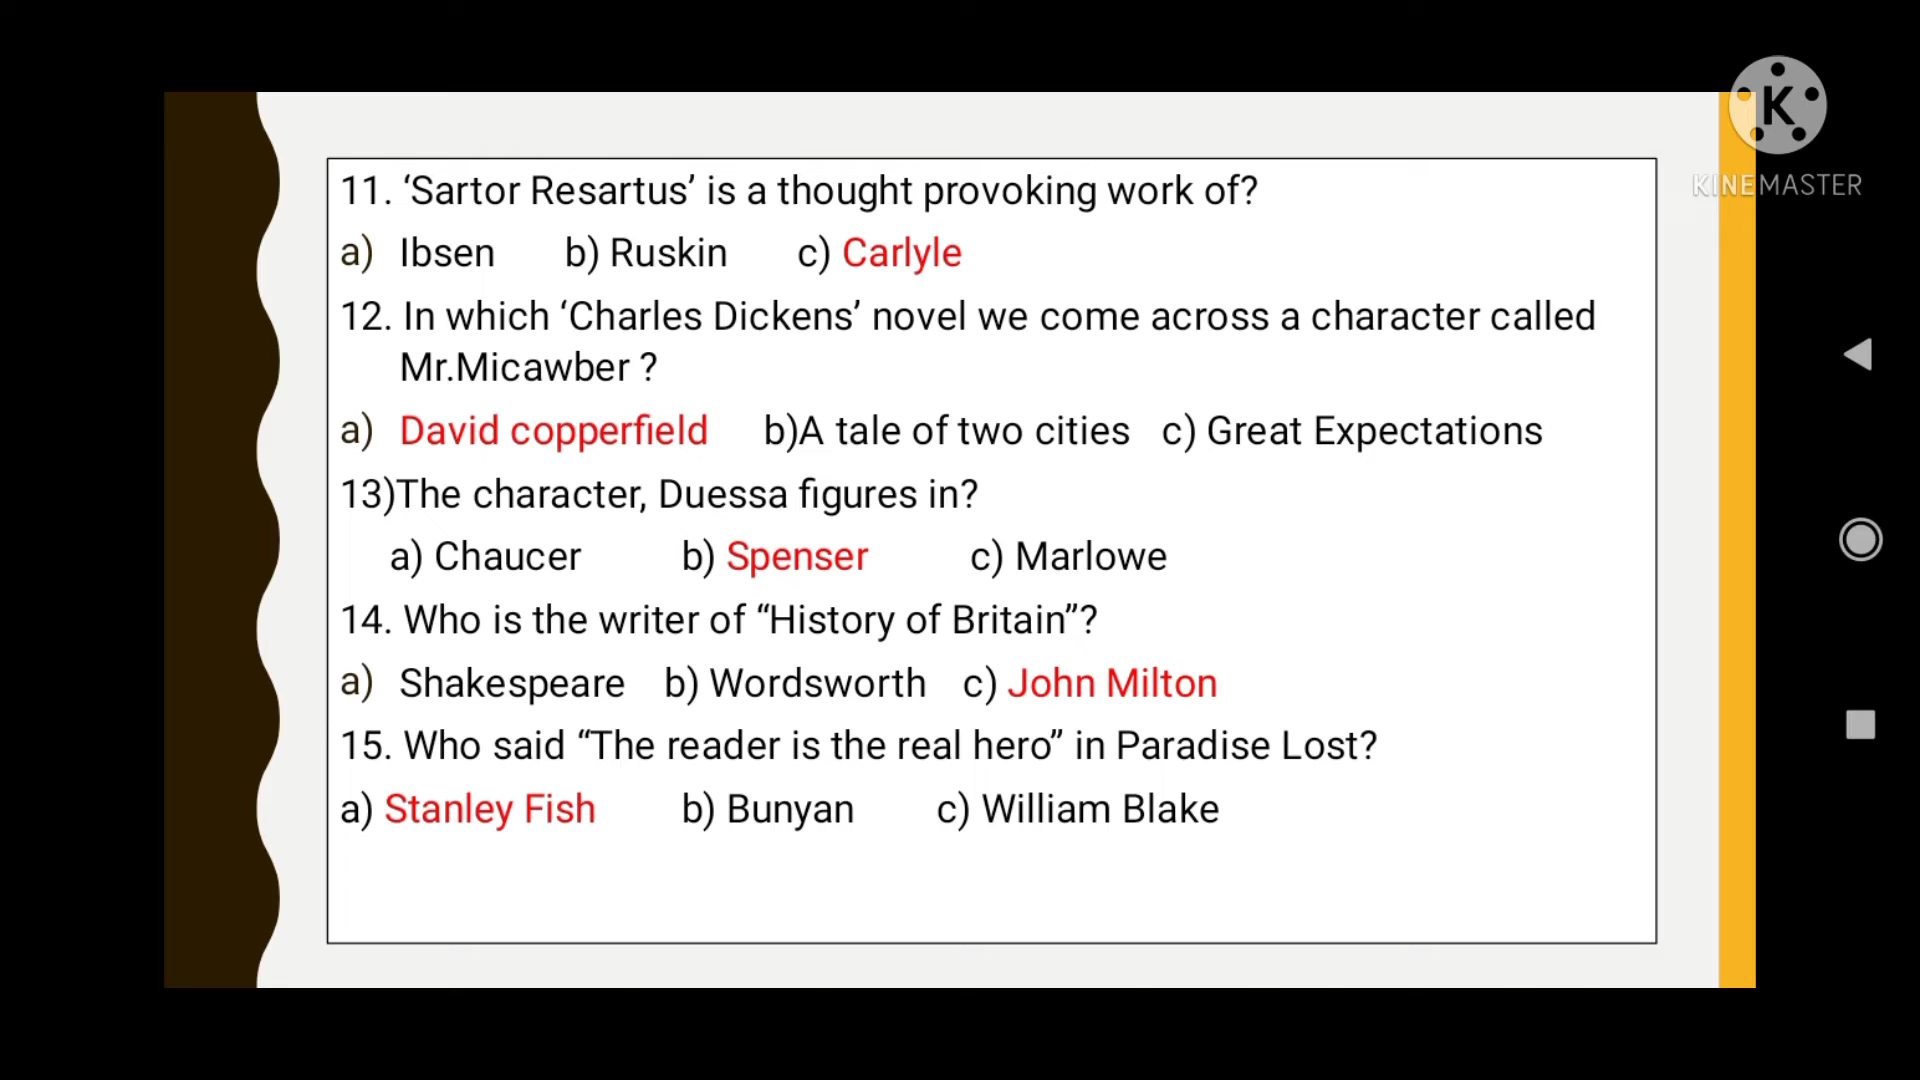 11. ‘Sartor Resartus’ is a thought provoking work of?
a) Ibsen b) Ruskin c) Carlyle
12. In which ‘Charles Dickens’ novel we come across a character called
Mr.Micawber ?
a) David copperfield b)A tale of two cities c) Great Expectations
13)The character, Duessa figures in?
a) Chaucer b) Spenser c) Marlowe
14. Who is the writer of “History of Britain”?
a) Shakespeare b) Wordsworth c) John Milton
15. Who said “The reader is the real hero” in Paradise Lost?
a) Stanley Fish b) Bunyan c) William Blake
K
KINEMASTER